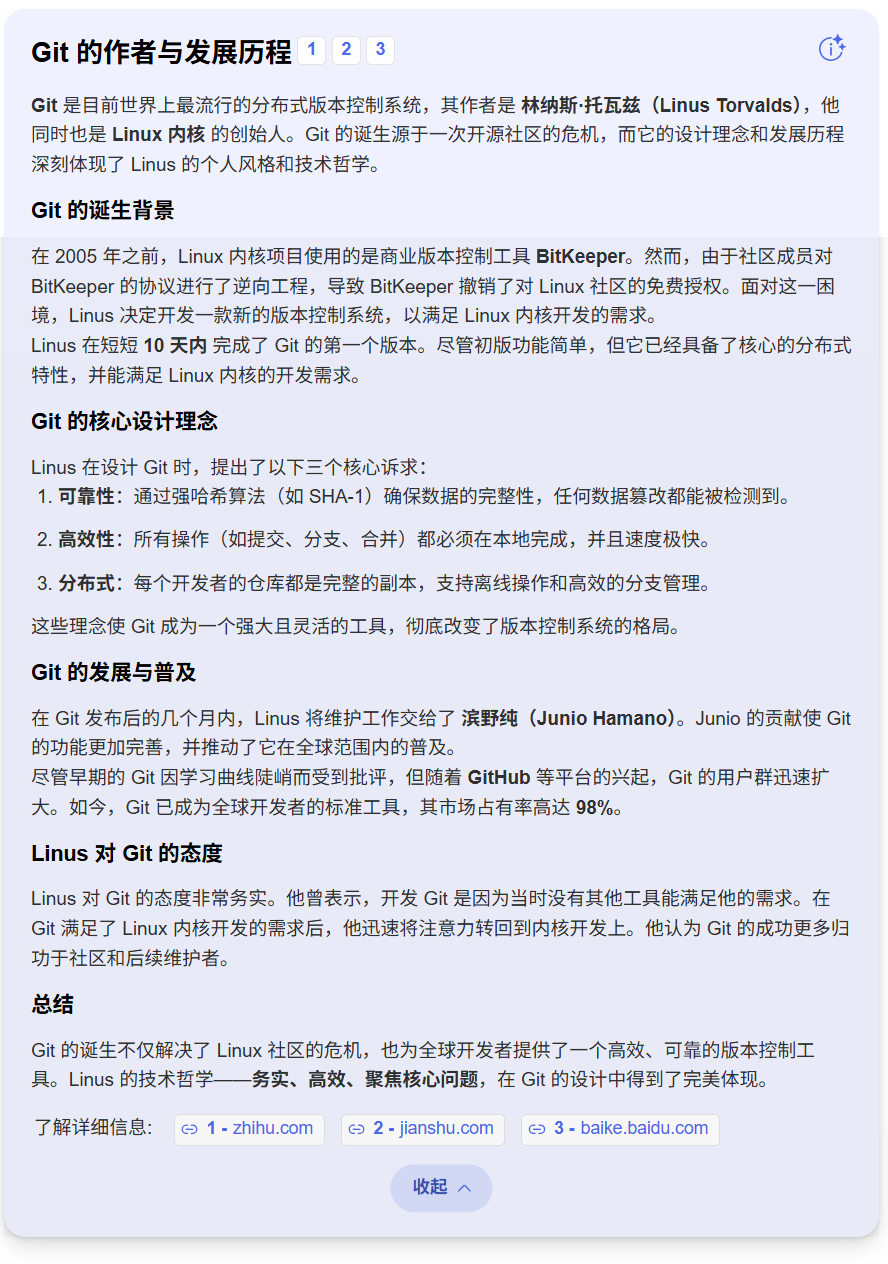 Git 的作者与发展历程 1 2 3
Git 是目前世界上最流行的分布式版本控制系统，其作者是 林纳斯·托瓦兹（Linus Torvalds），他
同时也是 Linux 内核 的创始人。Git 的诞生源于一次开源社区的危机，而它的设计理念和发展历程
深刻体现了 Linus 的个人风格和技术哲学。
Git 的诞生背景
在 2005 年之前，Linux 内核项目使用的是商业版本控制工具 BitKeeper。然而，由于社区成员对
BitKeeper 的协议进行了逆向工程，导致 BitKeeper 撤销了对 Linux 社区的免费授权。面对这一困
境，Linus 决定开发一款新的版本控制系统，以满足 Linux 内核开发的需求。
Linus 在短短 10 天内 完成了 Git 的第一个版本。尽管初版功能简单，但它已经具备了核心的分布式
特性，并能满足 Linux 内核的开发需求。
Git 的核心设计理念
Linus 在设计 Git 时，提出了以下三个核心诉求：
1. 可靠性：通过强哈希算法（如 SHA-1）确保数据的完整性，任何数据篡改都能被检测到。
2. 高效性：所有操作（如提交、分支、合并）都必须在本地完成，并且速度极快。
3. 分布式：每个开发者的仓库都是完整的副本，支持离线操作和高效的分支管理。
这些理念使 Git 成为一个强大且灵活的工具，彻底改变了版本控制系统的格局。
Git 的发展与普及
在 Git 发布后的几个月内，Linus 将维护工作交给了 滨野纯（Junio Hamano）。Junio 的贡献使 Git
的功能更加完善，并推动了它在全球范围内的普及。
尽管早期的 Git 因学习曲线陡峭而受到批评，但随着 GitHub 等平台的兴起，Git 的用户群迅速扩
大。如今，Git 已成为全球开发者的标准工具，其市场占有率高达 98%。
Linus 对 Git 的态度
Linus 对 Git 的态度非常务实。他曾表示，开发 Git 是因为当时没有其他工具能满足他的需求。在
Git 满足了 Linux 内核开发的需求后，他迅速将注意力转回到内核开发上。他认为 Git 的成功更多归
功于社区和后续维护者。
总结
Git 的诞生不仅解决了 Linux 社区的危机，也为全球开发者提供了一个高效、可靠的版本控制工
具。Linus 的技术哲学——务实、高效、聚焦核心问题，在 Git 的设计中得到了完美体现。
了解详细信息: 1 - zhihu.com 2 - jianshu.com 3 - baike.baidu.com
收起